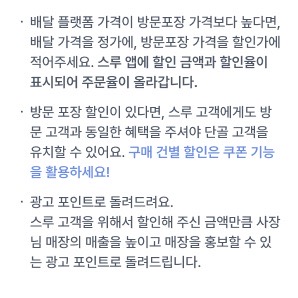 · 배달 플랫폼 가격이 방문포장 가격보다 높다면,
배달 가격을 정가에, 방문포장 가격을 할인가에
적어주세요. 스루 앱에 할인 금액과 할인율이
표시되어 주문율이 올라갑니다.
· 방문 포장 할인이 있다면, 스루 고객에게도 방
문 고객과 동일한 혜택을 주셔야 단골 고객을
유치할 수 있어요. 구매 건별 할인은 쿠폰 기능
을 활용하세요!
· 광고 포인트로 돌려드려요.
스루 고객을 위해서 할인해 주신 금액만큼 사장
님 매장의 매출을 높이고 매장을 홍보할 수 있
는 광고 포인트로 돌려드립니다.